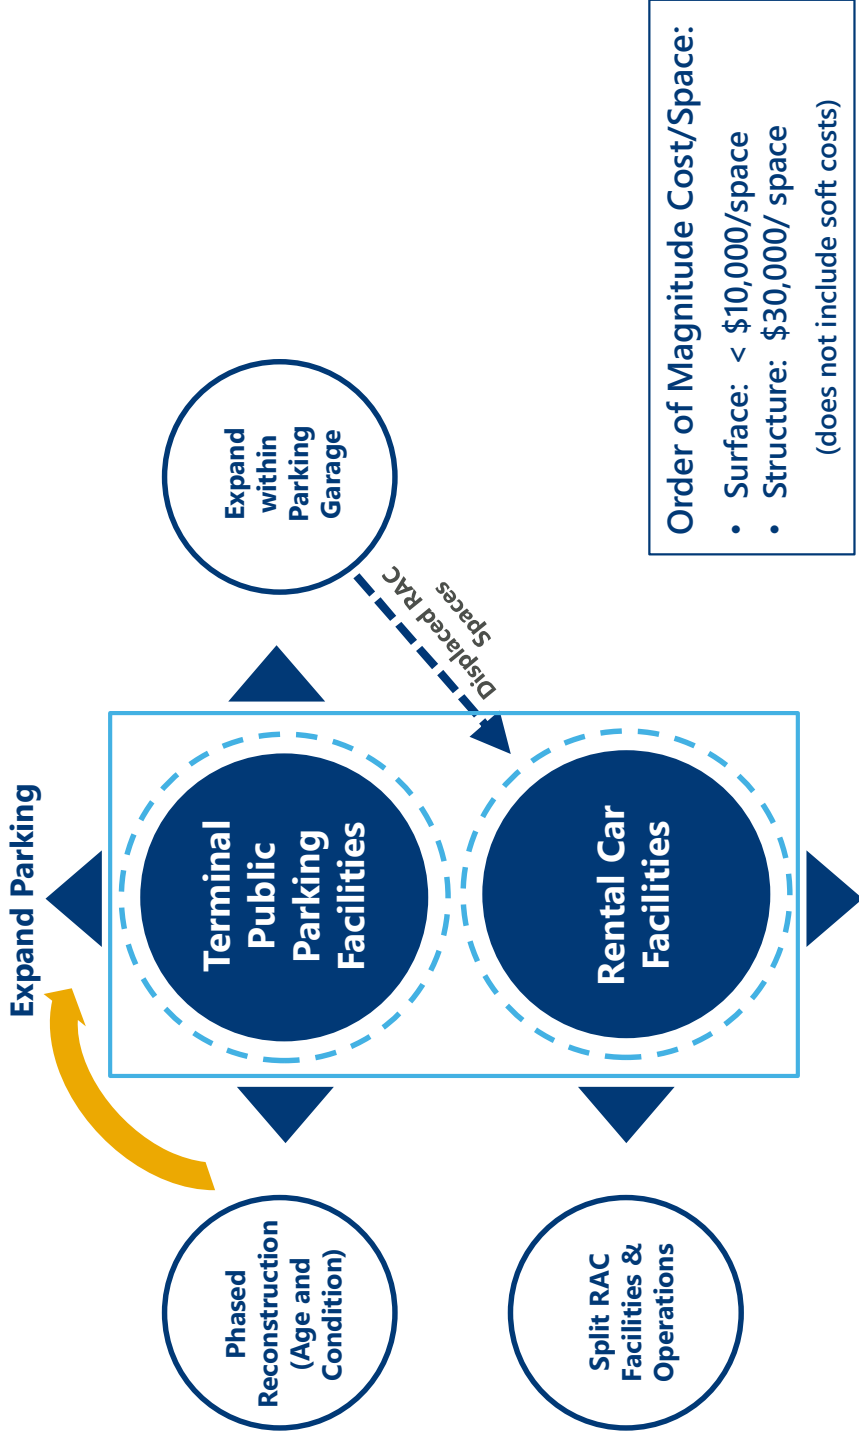 Expand Parking
Phased
Reconstruction
(Age and
Condition)
Terminal
Public
Parking
Facilities
Expand
within
Parking
Garage
Displaced RAC
Spaces
Split RAC
Facilities &
Operations
Rental Car
Facilities
Order of Magnitude Cost/Space:
• Surface: < $10,000/space
• Structure: $30,000/ space
(does not include soft costs)